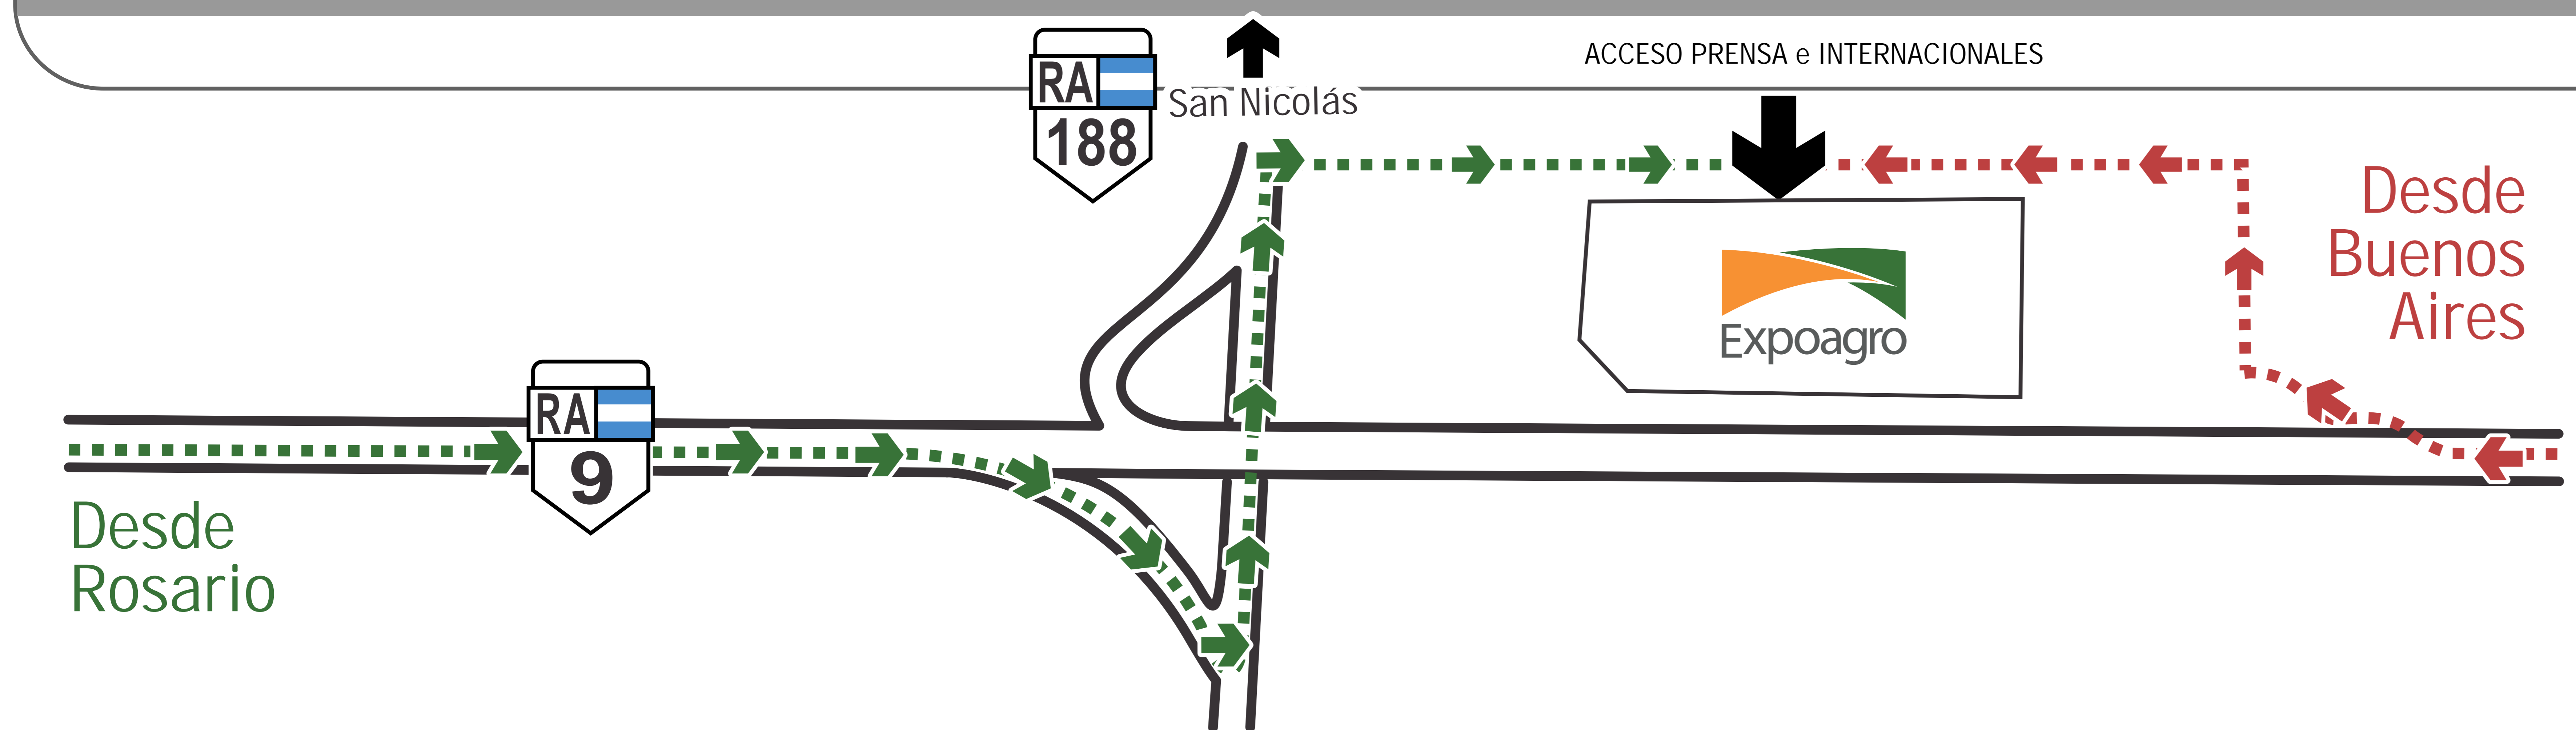 ACCESO PRENSA e INTERNACIONALES
RA
188
San Nicolás
Desde
Buenos
Aires
Expoagro
RA
9
Desde
Rosario